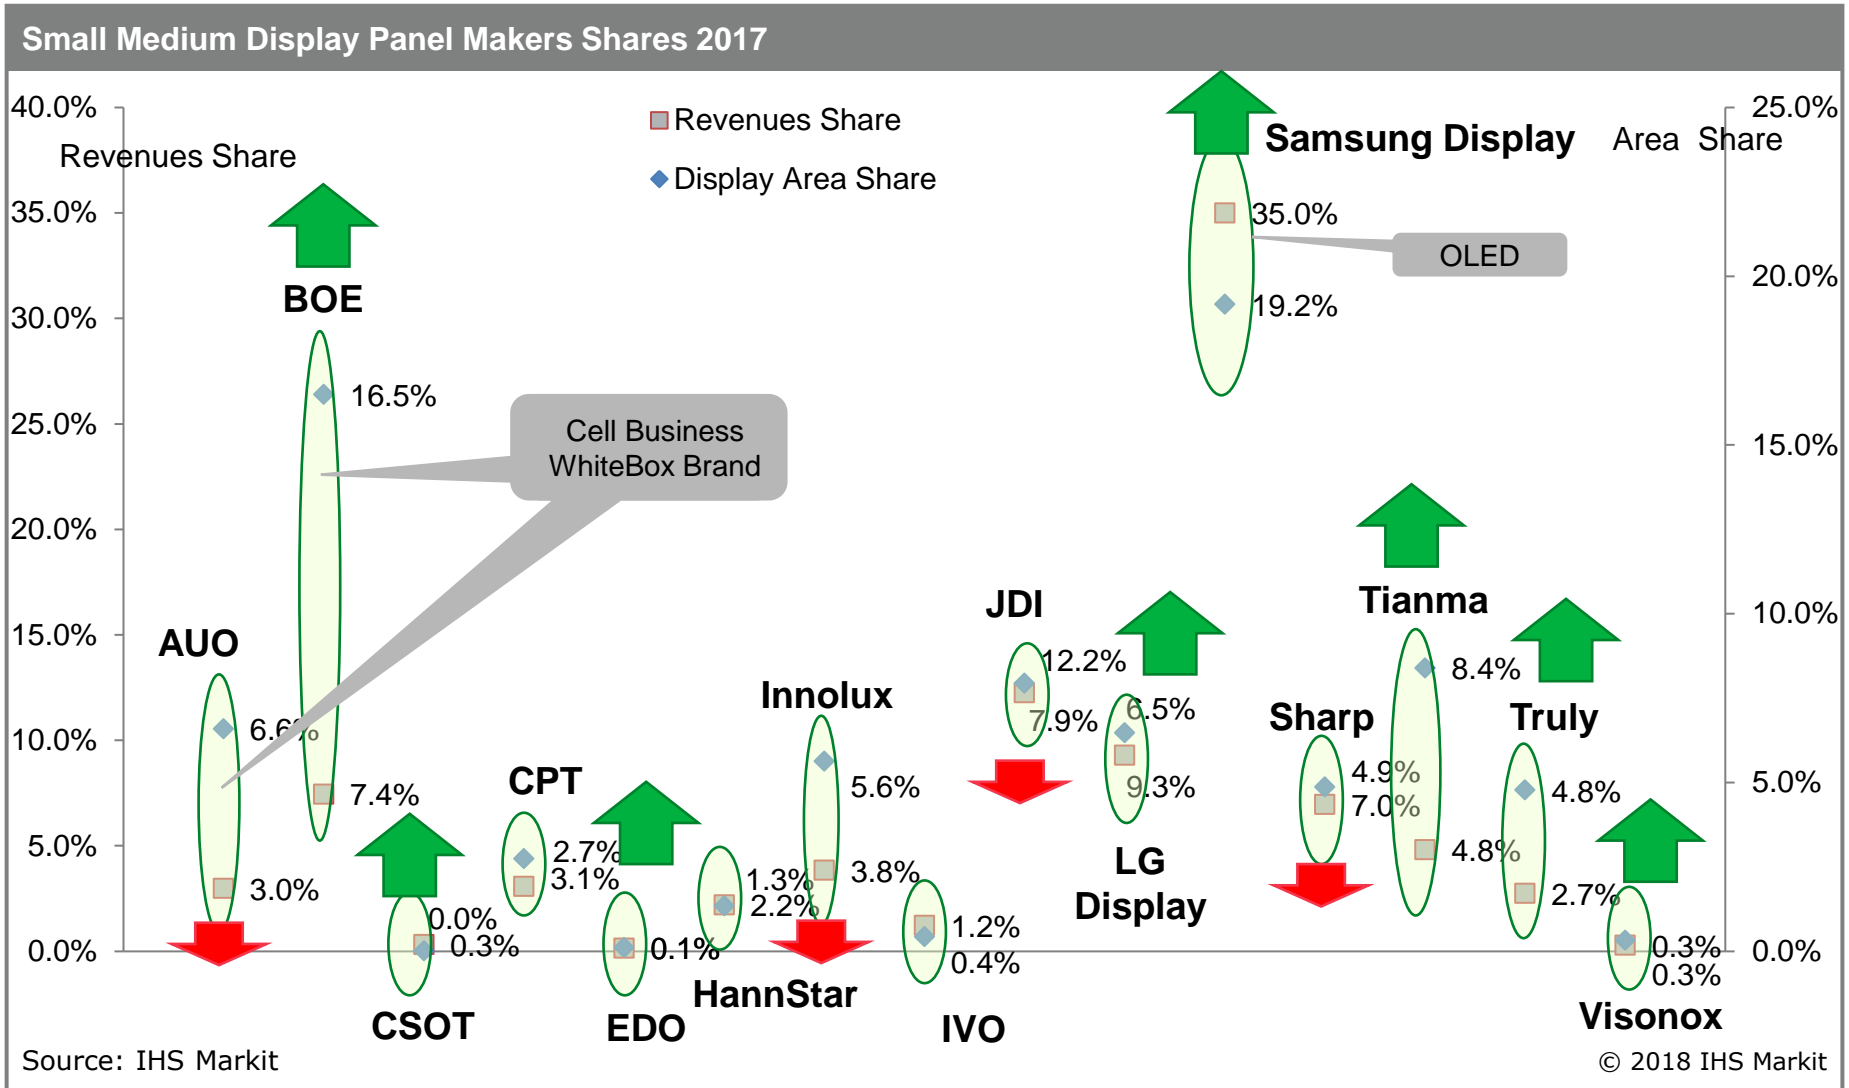 Small Medium Display Panel Makers Shares 2017
40.0%
35.0%
30.0%
25.0%
20.0%
15.0%
10.0%
5.0%
0.0%
Revenues Share
Revenues Share
Display Area Share
Samsung Display
Area Share
25.0%
20.0%
15.0%
10.0%
5.0%
0.0%
35.0%
OLED
19.2%
BOE
16.5%
7.4%
Cell Business
WhiteBox Brand
AUO
6.6%
3.0%
0.0%
0.3%
CSOT
CPT
2.7%
3.1%
0.1%
EDO
1.3%
2.2%
HannStar
Innolux
5.6%
3.8%
1.2%
0.4%
IVO
JDI
12.2%
7.9%
6.5%
9.3%
LG
Display
Sharp
4.9%
7.0%
Tianma
8.4%
4.8%
Truly
4.8%
2.7%
0.3%
0.3%
Visonox
Source: IHS Markit
© 2018 IHS Markit